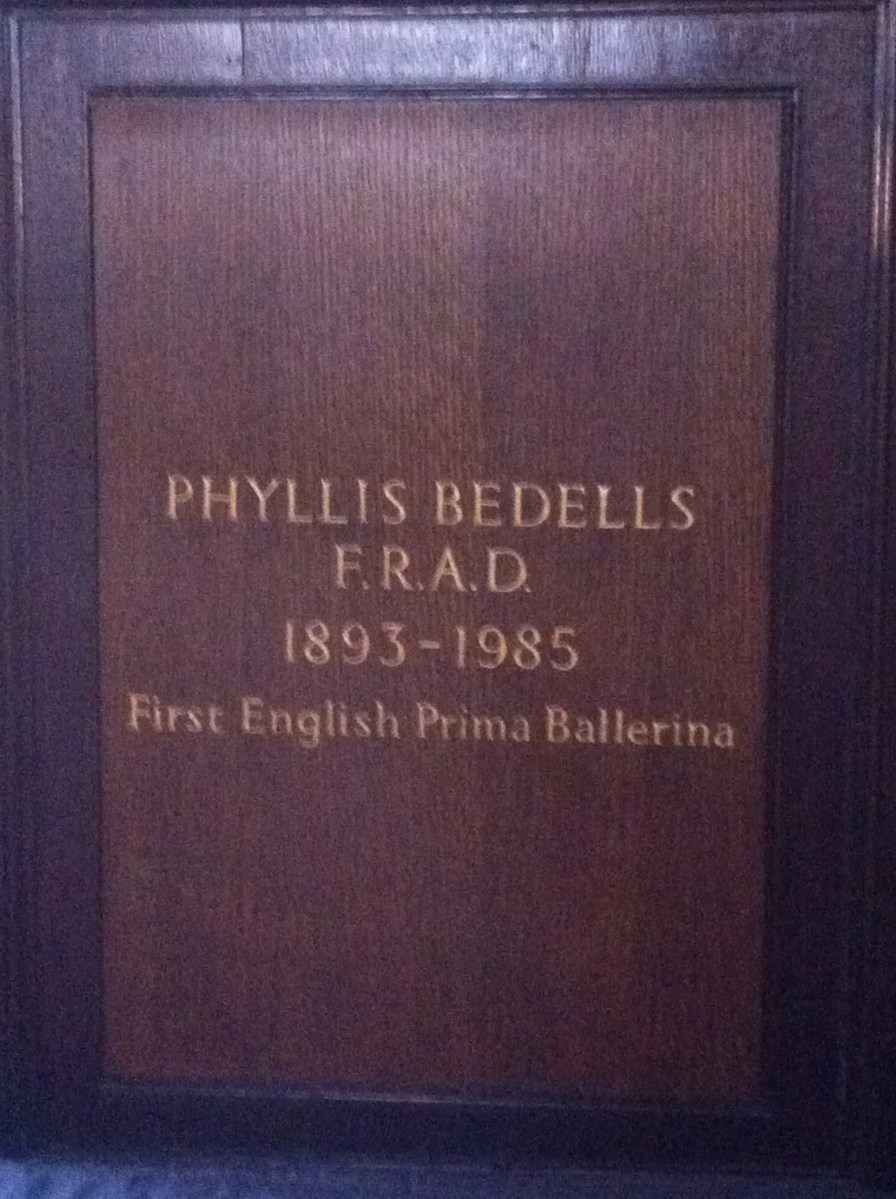 PHYLLIS BEDELLS
F.R.A.D.
1893-1985
First English Prima Ballerina